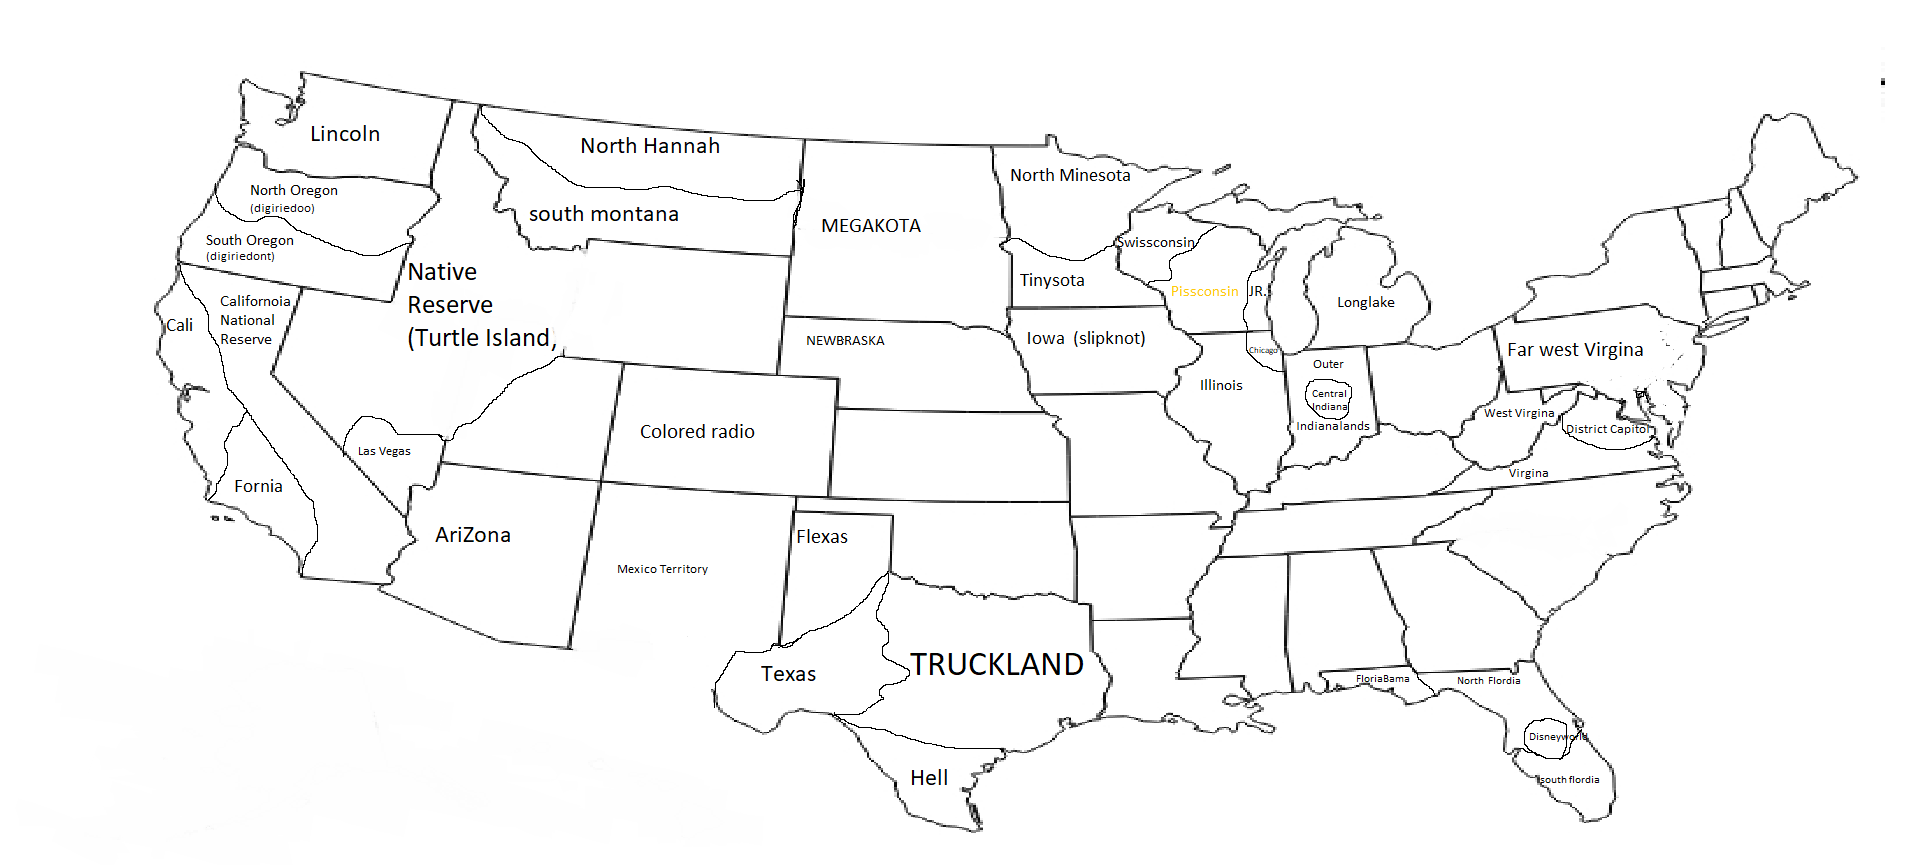 Lincoln
North Hannah
North Oregon
(digiriedoo)
south montana
MEGAKOTA
North Minesota
South Oregon
(digiriedont)
Swissconsin
Native
Reserve
(Turtle Island,
Tinysota
Pissconsin
JR.
Longlake
Cali
Califoroia
National
Reserve
NEWBRASKA
Iowa (slipknot)
Chicago
Far west Virgina
Illinois
Outer
Central
Indiana
Indianalands
West Virgina
District Capitol
Las Vegas
Colored radio
Fornia
Virgina
AriZona
Mexico Territory
Flexas
Texas
TRUCKLAND
FloriaBama
North Flordia
Disneyworld
south flordia
Hell